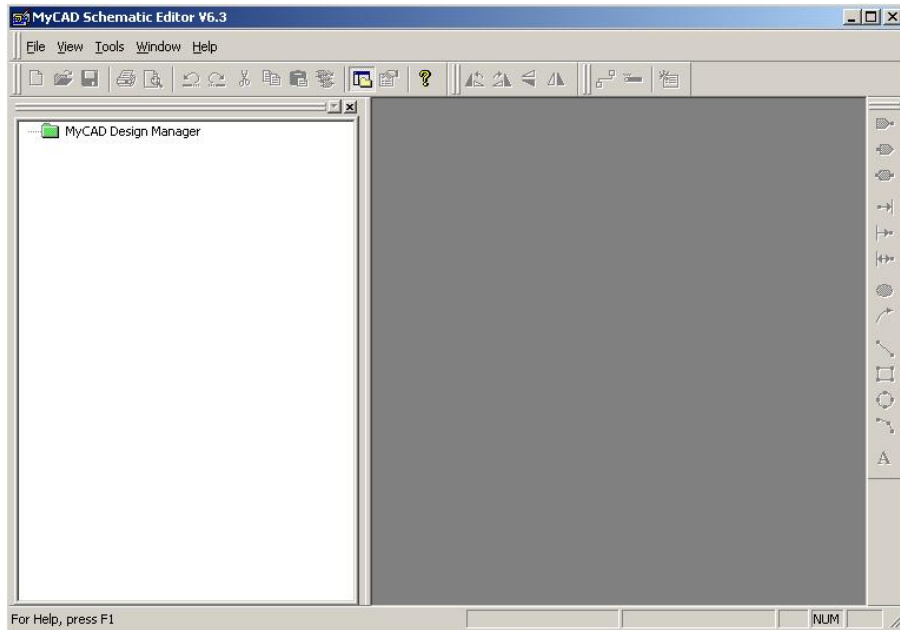 MyCAD Schematic Editor V6.3
File View Tools Window Help
MyCAD Design Manager
A
For Help, press F1
NUM